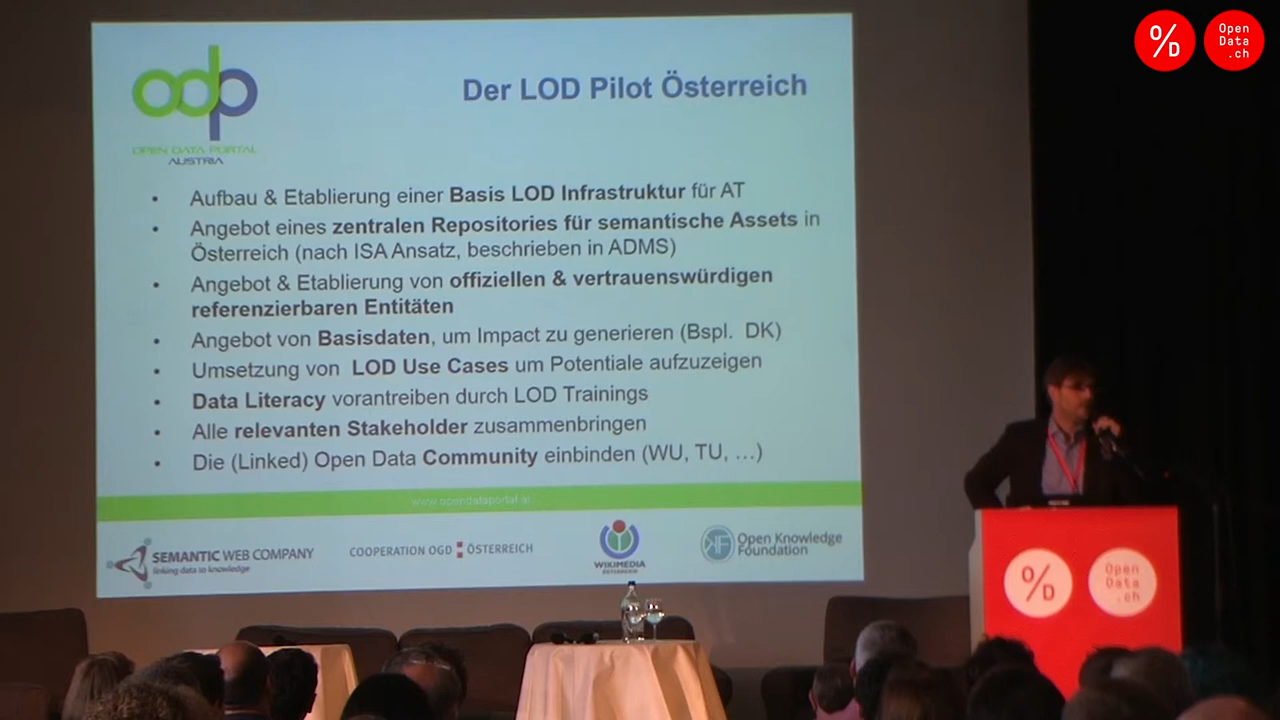 % D
Open
Data
.ch
odp
OPEN DATA PORTAL
AUSTRIA
Der LOD Pilot Österreich
• Aufbau & Etablierung einer Basis LOD Infrastruktur für AT
• Angebot eines zentralen Repositories für semantische Assets in
Österreich (nach ISA Ansatz, beschrieben in ADMS)
• Angebot & Etablierung von offiziellen & vertrauenswürdigen
referenzierbaren Entitäten
• Angebot von Basisdaten, um Impact zu generieren (Bspl. DK)
• Umsetzung von LOD Use Cases um Potentiale aufzuzeigen
• Data Literacy vorantreiben durch LOD Trainings
• Alle relevanten Stakeholder zusammenbringen
• Die (Linked) Open Data Community einbinden (WU, TU, …)
www.opendataportal.at
SEMANTIC WEB COMPANY
linking data to knowledge
COOPERATION OGD ÖSTERREICH
WIKIMEDIA
ÖSTERREICH
Open Knowledge
Foundation
% D
Open
Data
.ch